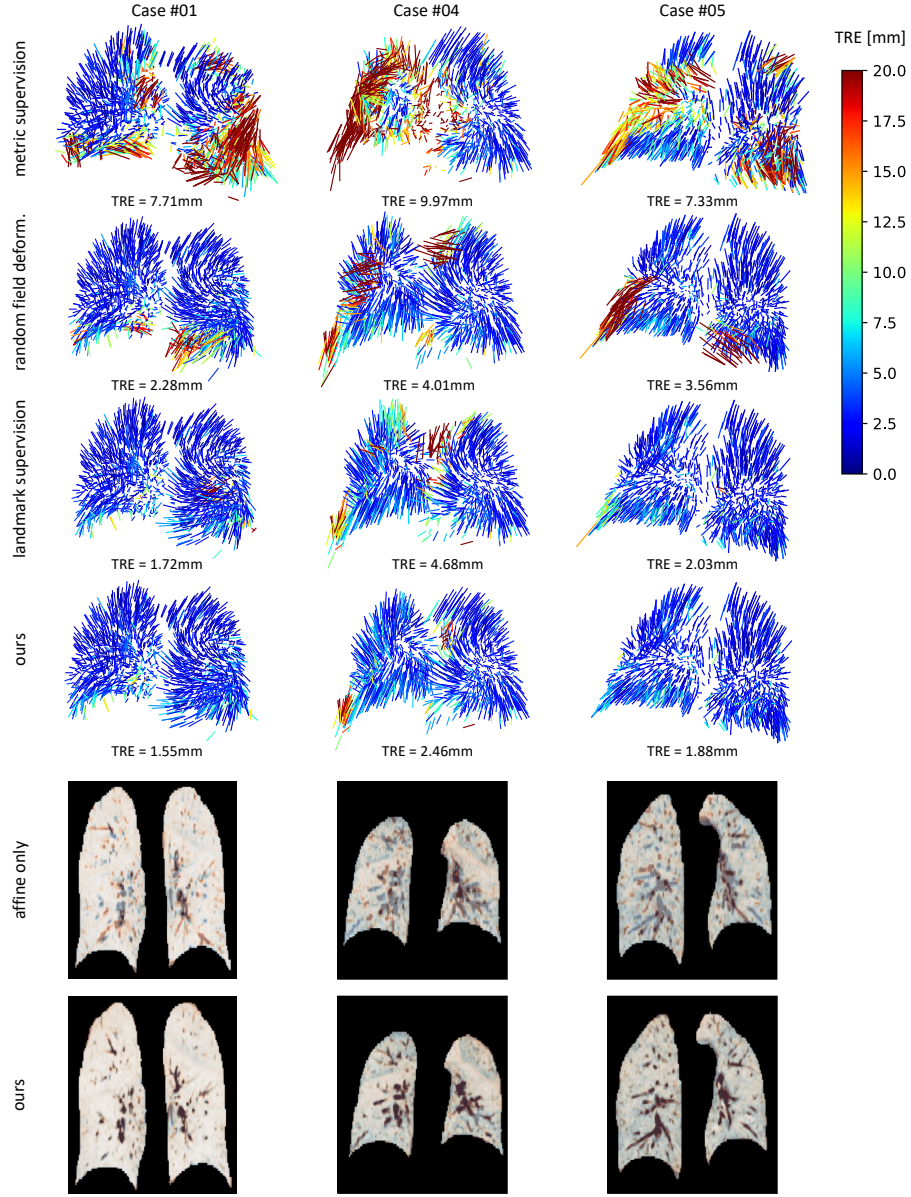 Case #01
Case #04
Case #05
TRE [mm]
metric supervision
20.0
17.5
15.0
12.5
10.0
7.5
5.0
2.5
0.0
TRE = 7.71mm
TRE = 9.97mm
TRE = 7.33mm
random field deform.
TRE = 2.28mm
TRE = 4.01mm
TRE = 3.56mm
landmark supervision
TRE = 1.72mm
TRE = 4.68mm
TRE = 2.03mm
ours
TRE = 1.55mm
TRE = 2.46mm
TRE = 1.88mm
affine only
ours